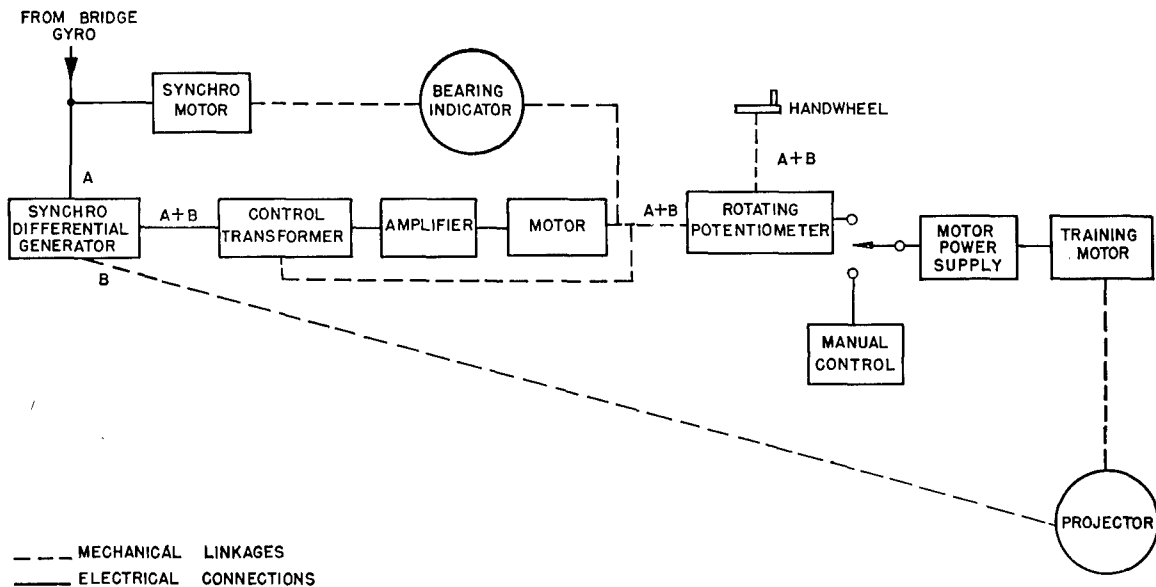 FROM BRIDGE
GYRO
SYNCHRO
MOTOR
BEARING
INDICATOR
HANDWHEEL
A+B
A
SYNCHRO
DIFFERENTIAL
GENERATOR
A+B
CONTROL
TRANSFORMER
AMPLIFIER
MOTOR
A+B
ROTATING
POTENTIOMETER
MOTOR
POWER
SUPPLY
TRAINING
MOTOR
B
MANUAL
CONTROL
PROJECTOR
MECHANICAL LINKAGES
ELECTRICAL CONNECTIONS